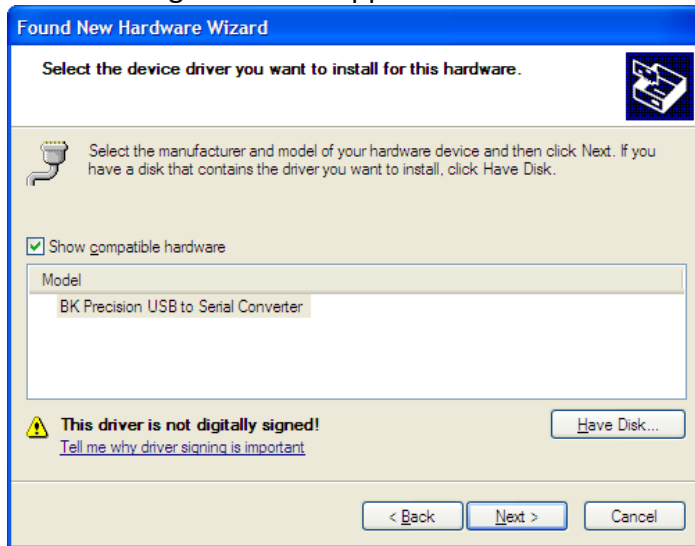 Found New Hardware Wizard
Select the device driver you want to install for this hardware.
Select the manufacturer and model of your hardware device and then click Next. If you
have a disk that contains the driver you want to install, click Have Disk.
Show compatible hardware
Model
BK Precision USB to Serial Converter
This driver is not digitally signed!
Have Disk...
Tell me why driver signing is important
< Back
Next >
Cancel